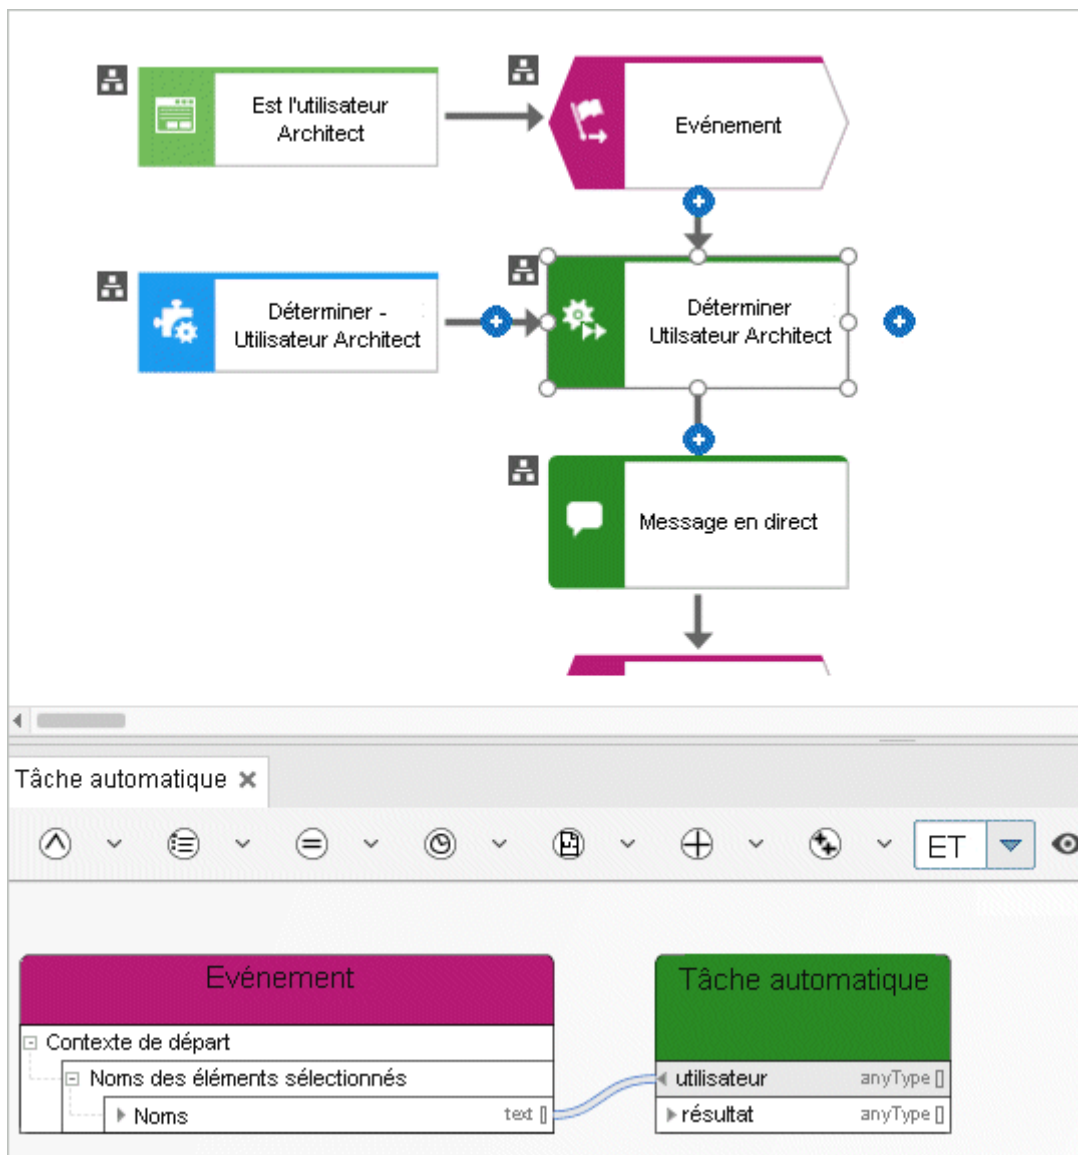 Est l'utilisateur
Architect
Evénement
Déterminer -
Utilisateur Architect
Déterminer
Utilsateur Architect
Message en direct
Tâche automatique
ET
Evénement
Tâche automatique
Contexte de départ
Noms des éléments sélectionnés
utilisateur anyType []
Noms text []
résultat anyType []